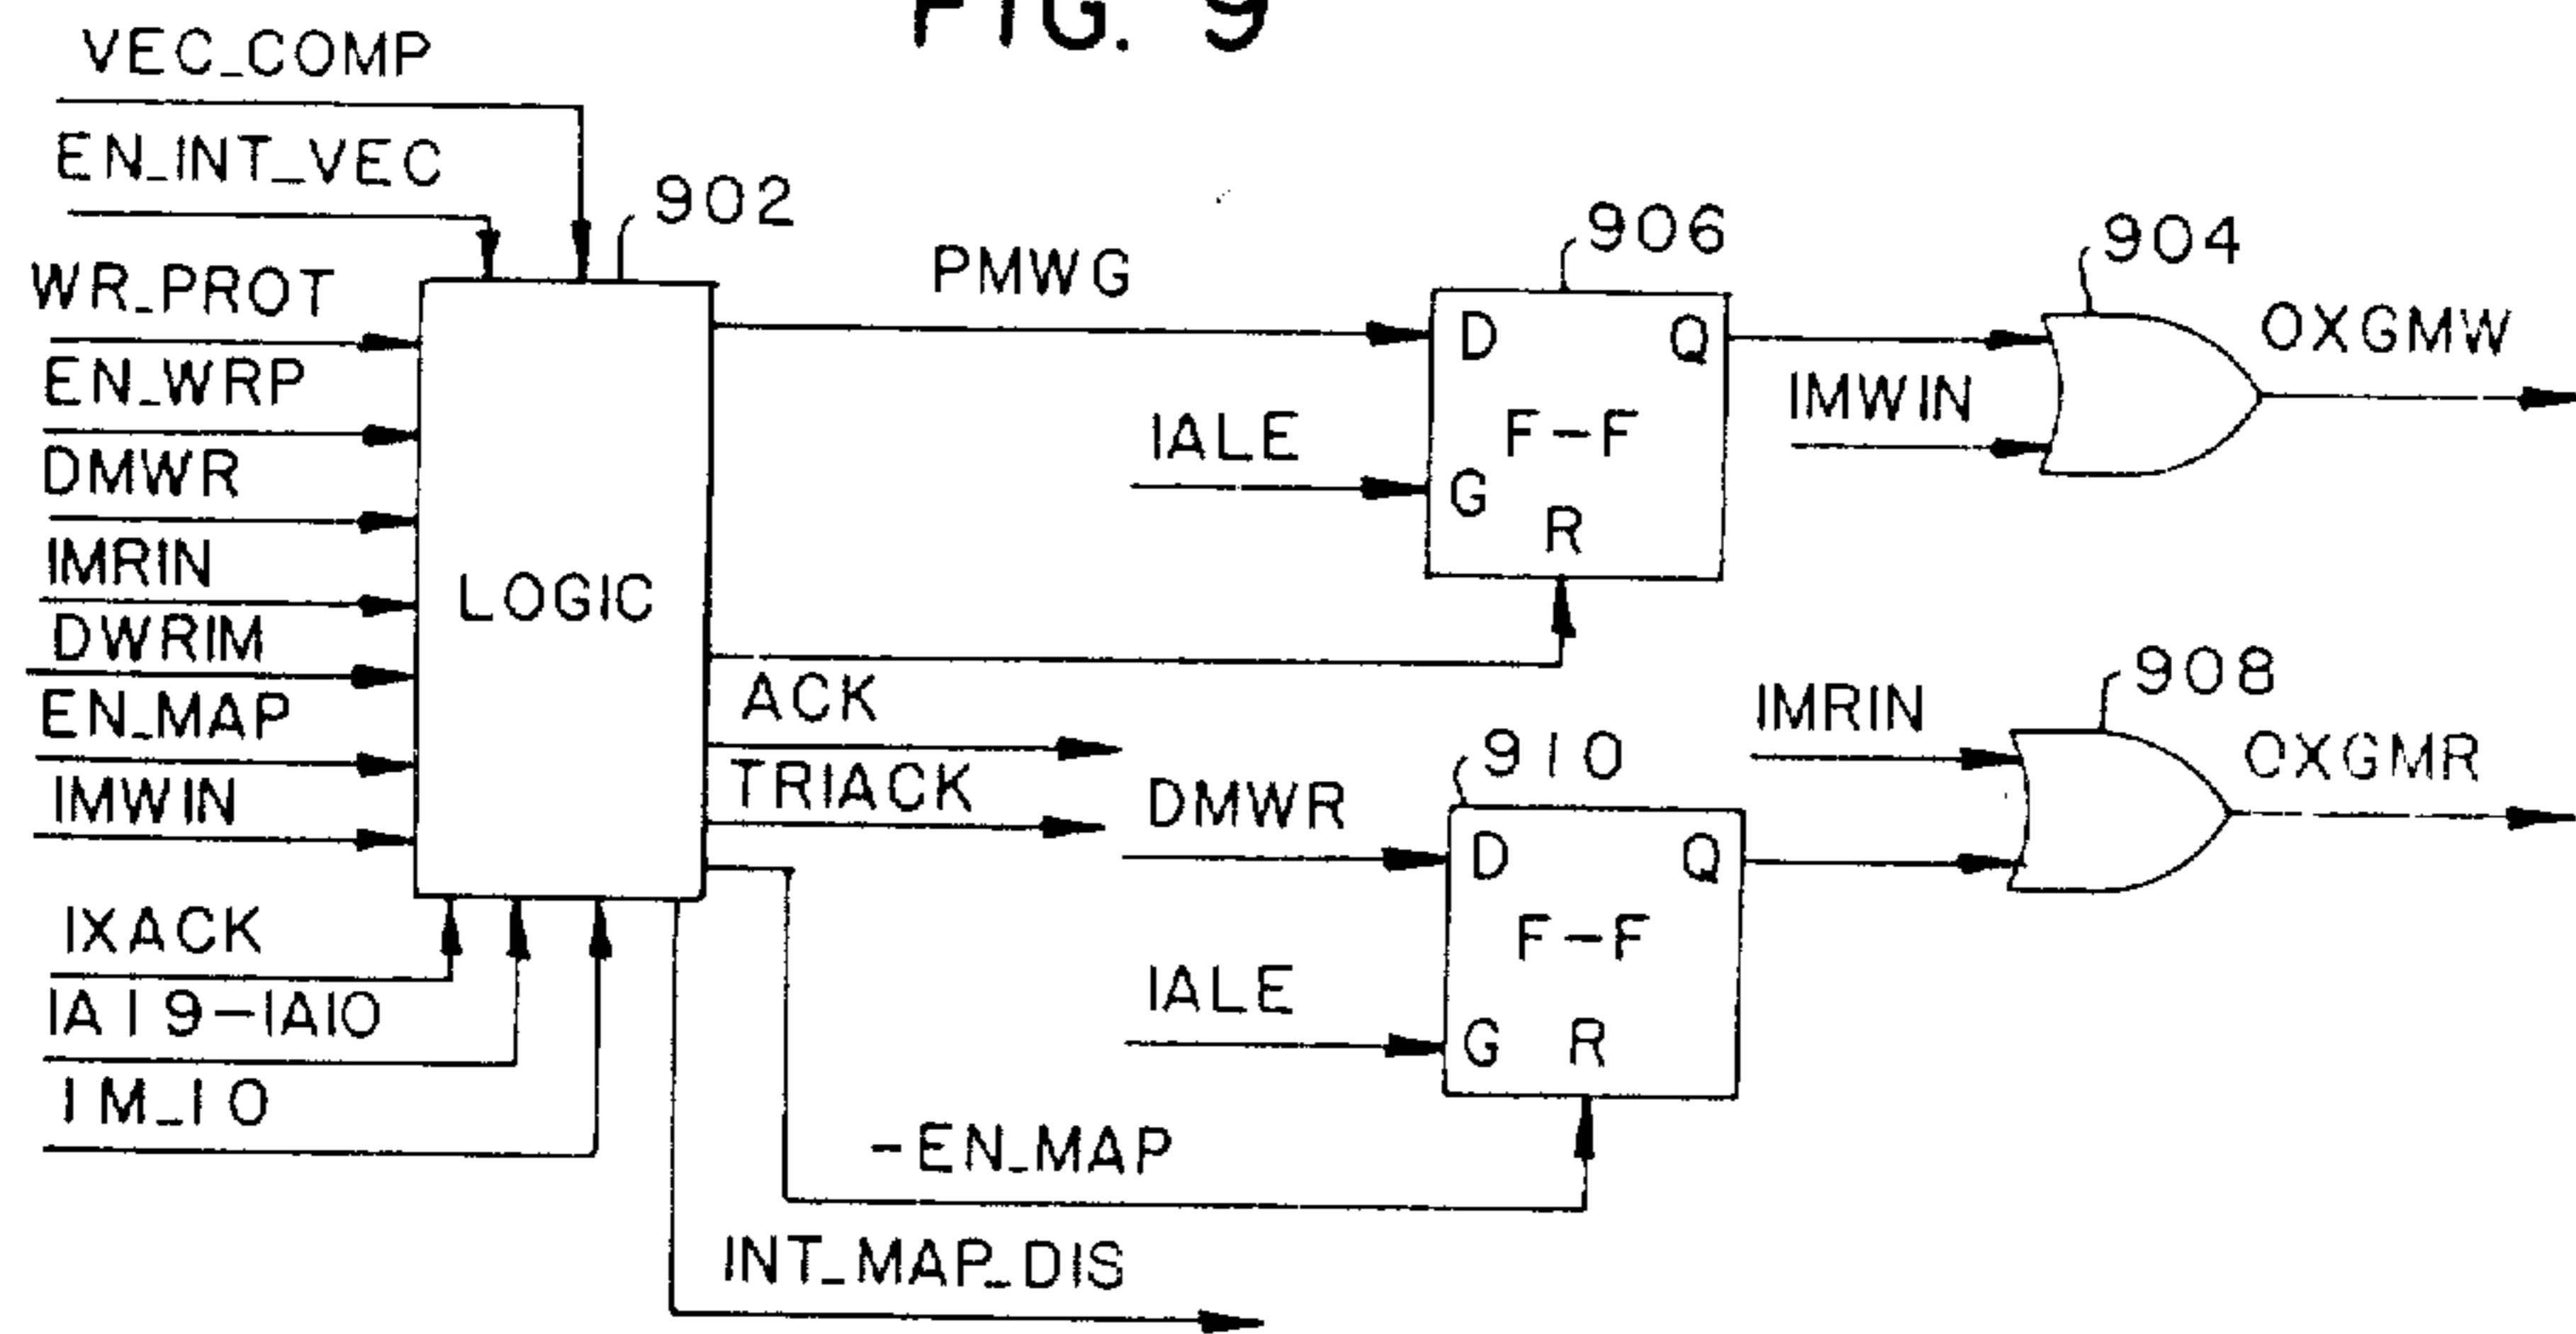 FIG. 9
VEC_COMP
EN_INT_VEC
902
WR_PROT
EN_WRP
DMWR
IMRIN
DWRIM
EN_MAP
IMWIN
LOGIC
IXACK
IA19-IA10
IM_IO
PMWG
IALE
906
D
Q
F-F
G
R
904
IMWIN
OXGMW
ACK
TRIACK
DMWR
IALE
910
D
Q
F-F
G
R
IMRIN
908
OXGMR
-EN_MAP
INT_MAP_DIS